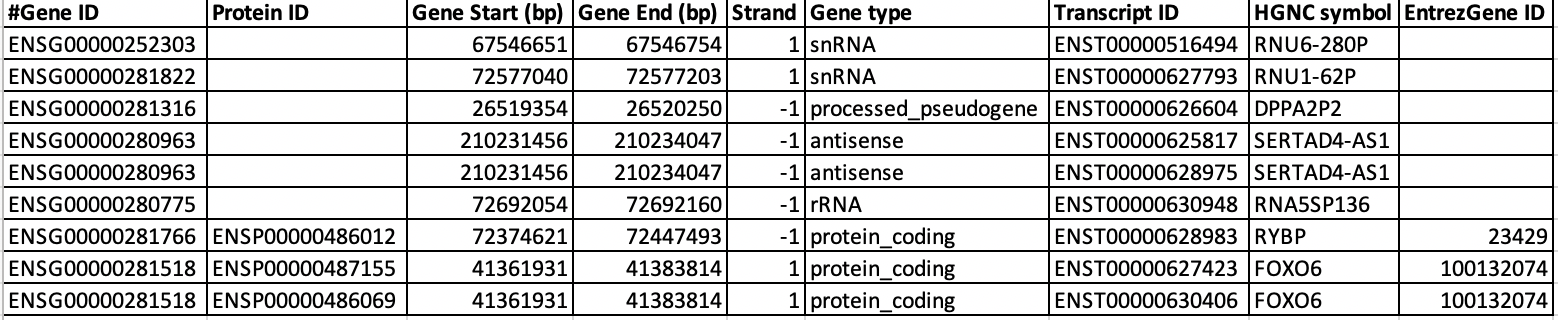 #Gene ID Protein ID Gene Start (bp) Gene End (bp) Strand Gene type Transcript ID HGNC symbol EntrezGene ID
ENSG00000252303 67546651 67546754 1 snRNA ENST00000516494 RNU6-280P
ENSG00000281822 72577040 72577203 1 snRNA ENST00000627793 RNU1-62P
ENSG00000281316 26519354 26520250 -1 processed_pseudogene ENST00000626604 DPPA2P2
ENSG00000280963 210231456 210234047 -1 antisense ENST00000625817 SERTAD4-AS1
ENSG00000280963 210231456 210234047 -1 antisense ENST00000628975 SERTAD4-AS1
ENSG00000280775 72692054 72692160 -1 rRNA ENST00000630948 RNA5SP136
ENSG00000281766 ENSP00000486012 72374621 72447493 -1 protein_coding ENST00000628983 RYBP 23429
ENSG00000281518 ENSP00000487155 41361931 41383814 1 protein_coding ENST00000627423 FOXO6 100132074
ENSG00000281518 ENSP00000486069 41361931 41383814 1 protein_coding ENST00000630406 FOXO6 100132074